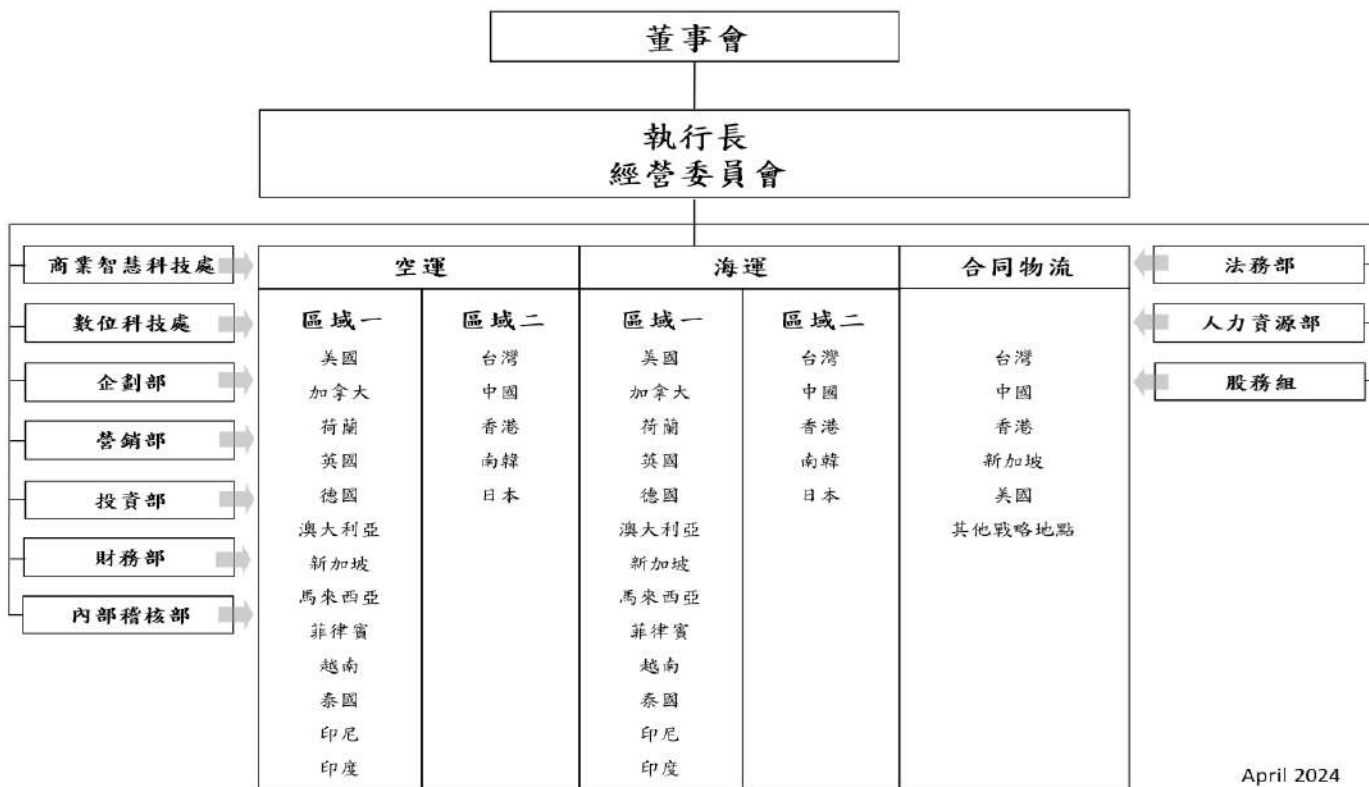 董事會
執行長
經營委員會
商業智慧科技處
數位科技處
企劃部
營銷部
投資部
財務部
內部稽核部
空運
區域一
美國
加拿大
荷蘭
英國
德國
澳大利亞
新加坡
馬來西亞
菲律賓
越南
泰國
印尼
印度
區域二
台灣
中國
香港
南韓
日本
海運
區域一
美國
加拿大
荷蘭
英國
德國
澳大利亞
新加坡
馬來西亞
菲律賓
越南
泰國
印尼
印度
區域二
台灣
中國
香港
南韓
日本
合同物流
台灣
中國
香港
新加坡
美國
其他戰略地點
法務部
人力資源部
股務組
April 2024